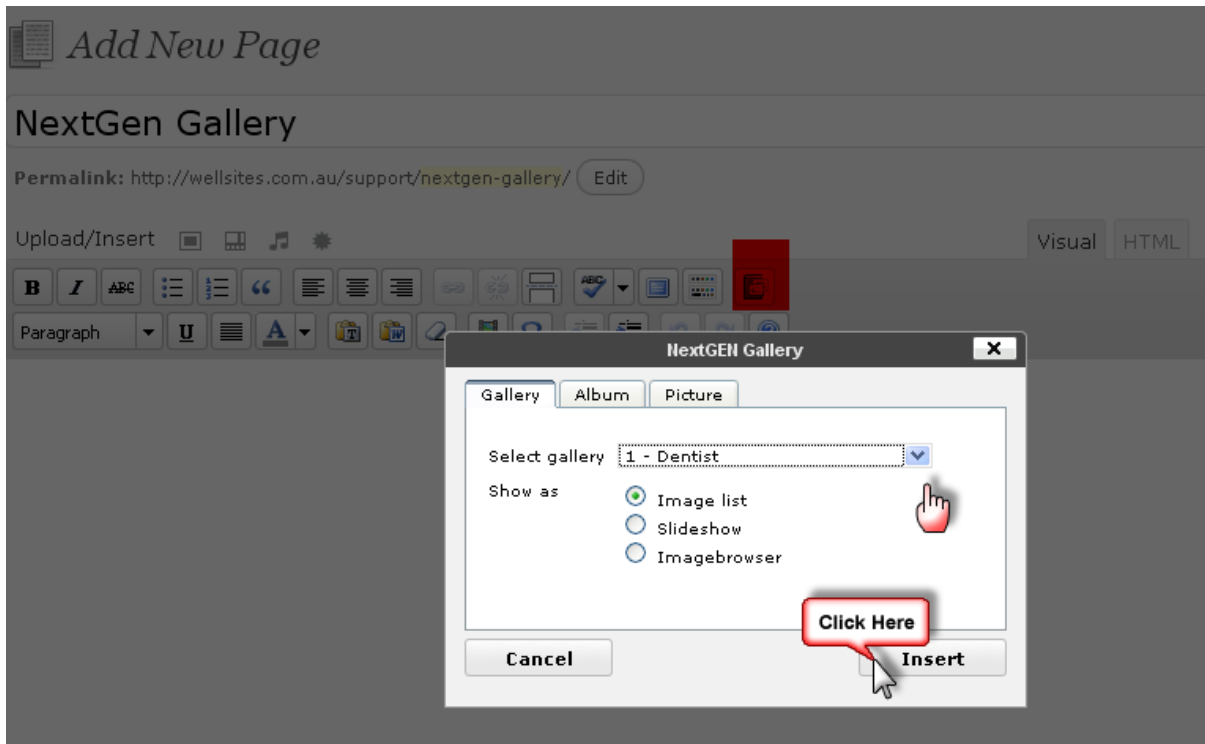 Add New Page
NextGen Gallery
Permalink: http://wellsites.com.au/support/nextgen-gallery/ Edit
Upload/Insert
Visual HTML
B I ABC ABC
Paragraph U A T W
NextGEN Gallery X
Gallery Album Picture
Select gallery 1 - Dentist
Show as
Image list
Slideshow
Imagebrowser
Click Here
Cancel Insert